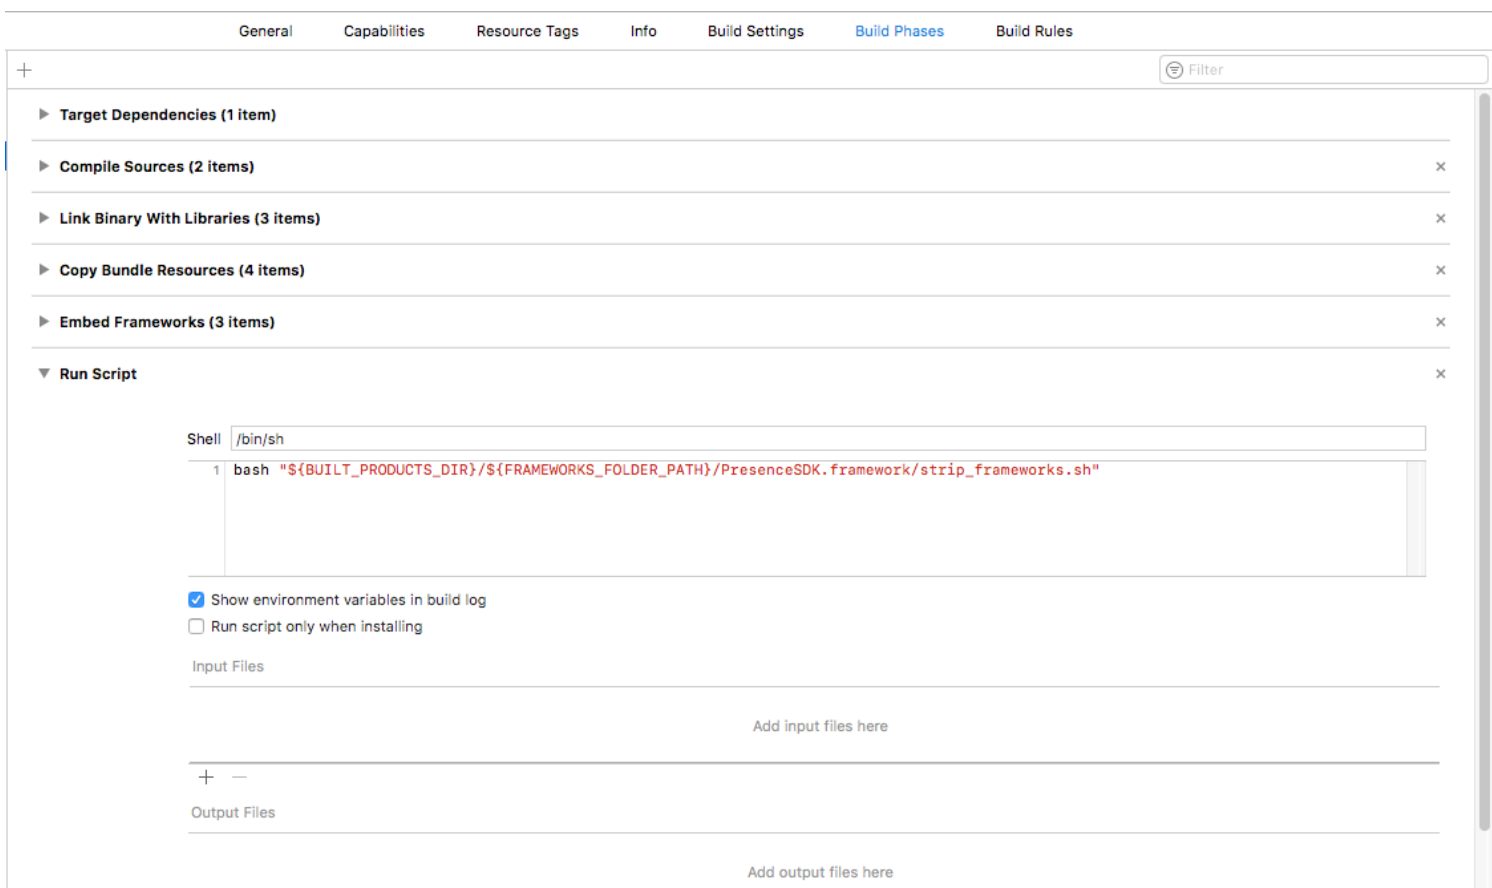 General Capabilities Resource Tags Info Build Settings Build Phases Build Rules
Filter
Target Dependencies (1 item)
Compile Sources (2 items)
Link Binary With Libraries (3 items)
Copy Bundle Resources (4 items)
Embed Frameworks (3 items)
Run Script
Shell /bin/sh
1 bash "${BUILT_PRODUCTS_DIR}/${FRAMEWORKS_FOLDER_PATH}/PresenceSDK.framework/strip_frameworks.sh"
Show environment variables in build log
Run script only when installing
Input Files
Add input files here
Output Files
Add output files here